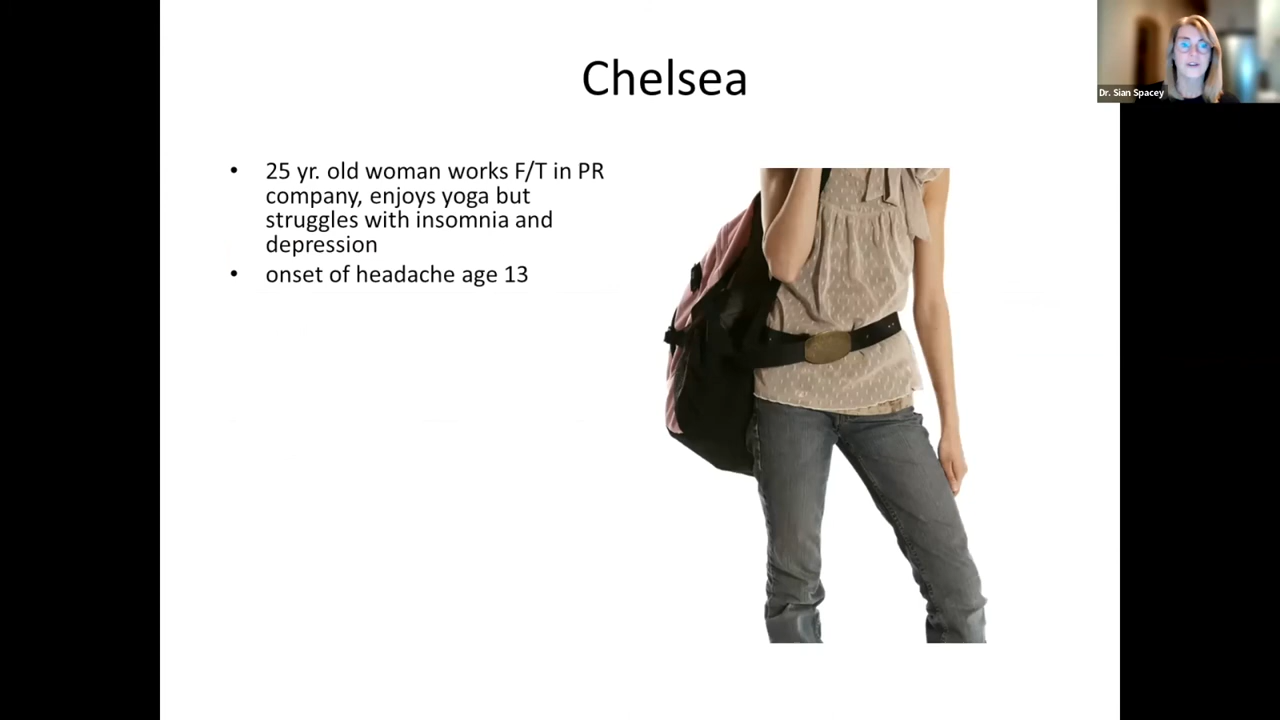 Chelsea
Dr. Sian Spacey
• 25 yr. old woman works F/T in PR
company, enjoys yoga but
struggles with insomnia and
depression
• onset of headache age 13